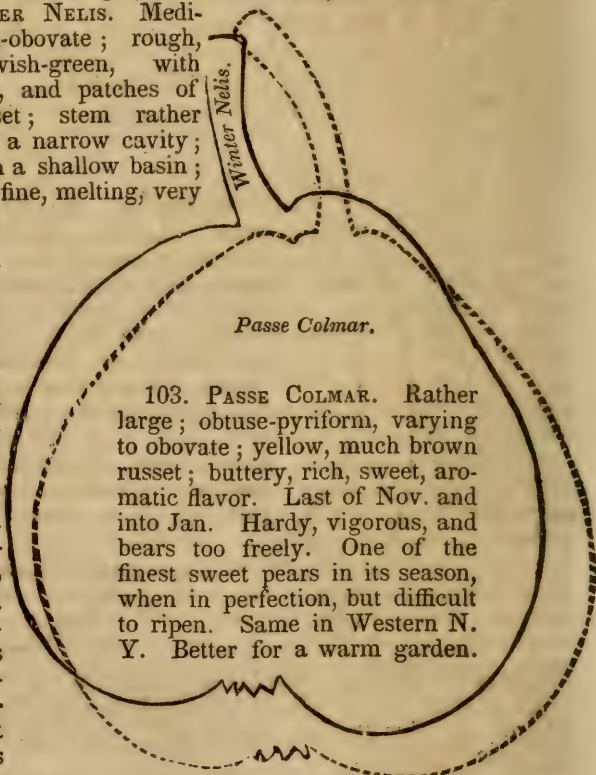 ER NELIS. Medi-
-obovate ; rough,
wish-green, with
, and patches of
set ; stem rather
a narrow cavity ;
a shallow basin ;
fine, melting, very
Winter Nelis.
Passe Colmar.
103. PASSE COLMAR. Rather
large ; obtuse-pyriform, varying
to obovate ; yellow, much brown
russet ; buttery, rich, sweet, aro-
matic flavor. Last of Nov. and
into Jan. Hardy, vigorous, and
bears too freely. One of the
finest sweet pears in its season,
when in perfection, but difficult
to ripen. Same in Western N.
Y. Better for a warm garden.